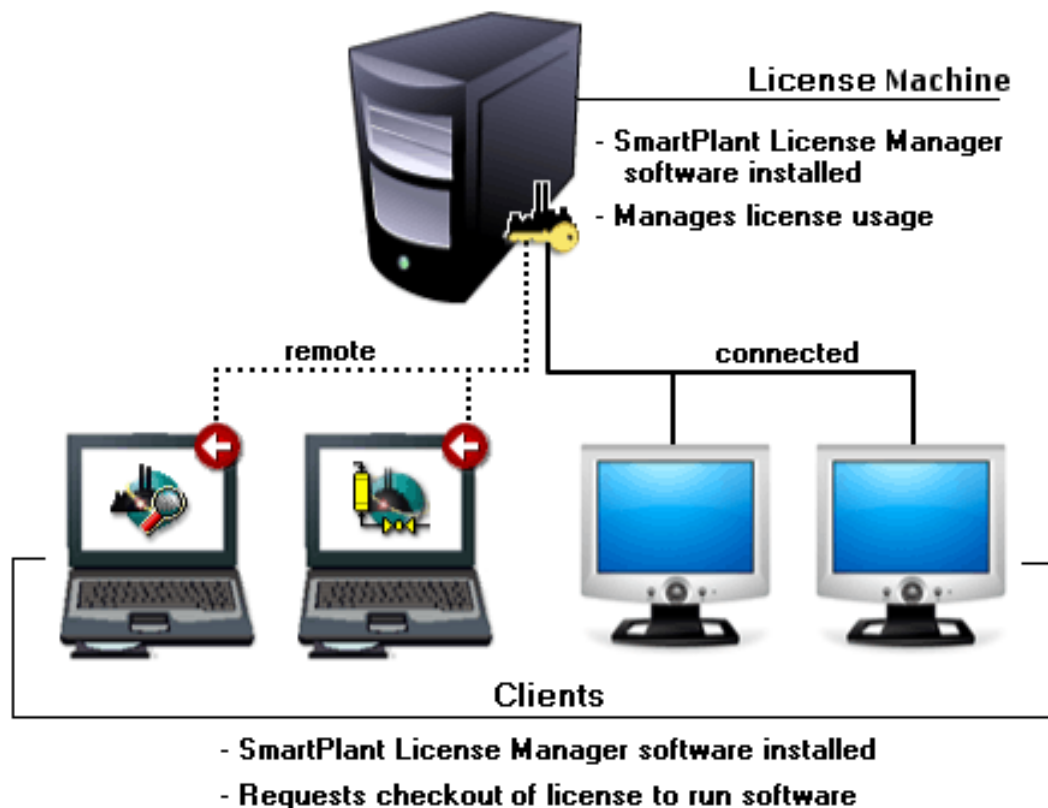 License Machine
- SmartPlant License Manager
software installed
- Manages license usage
remote
connected
Clients
- SmartPlant License Manager software installed
- Requests checkout of license to run software